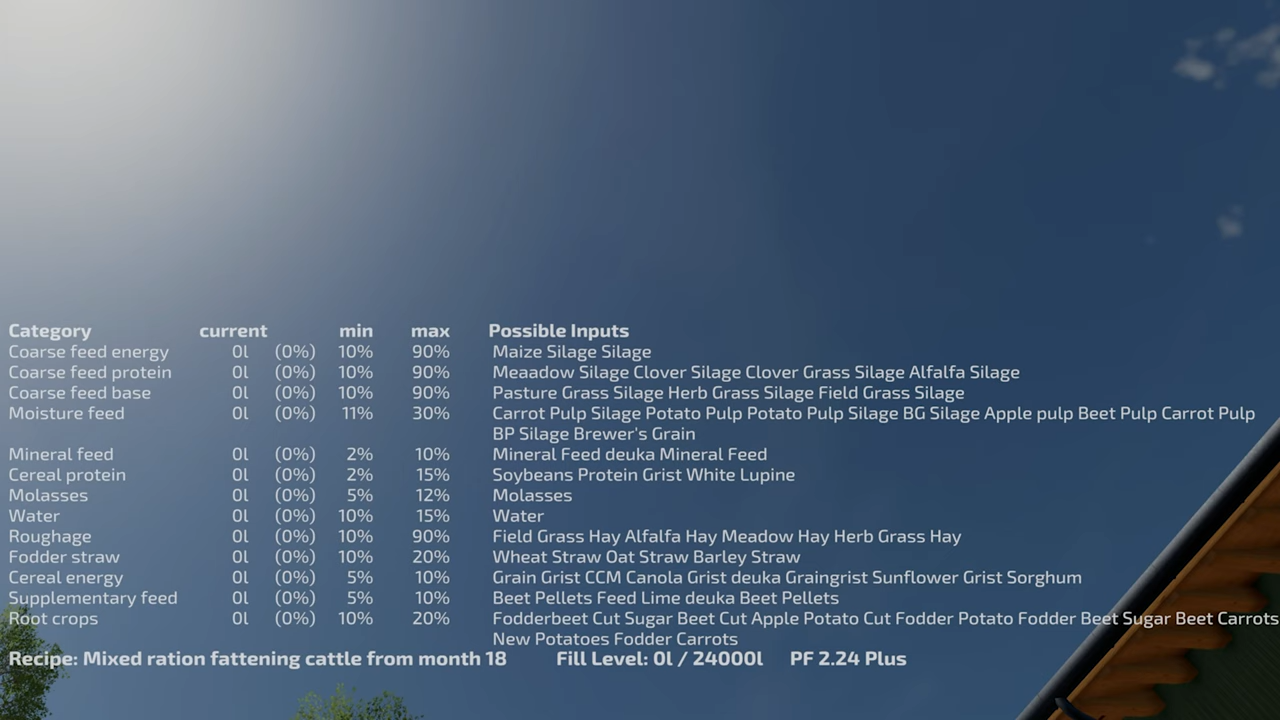 Category current min max Possible Inputs
Coarse feed energy 0l (0%) 10% 90% Maize Silage Silage
Coarse feed protein 0l (0%) 10% 90% Meaadow Silage Clover Silage Clover Grass Silage Alfalfa Silage
Coarse feed base 0l (0%) 10% 90% Pasture Grass Silage Herb Grass Silage Field Grass Silage
Moisture feed 0l (0%) 11% 30% Carrot Pulp Silage Potato Pulp Potato Pulp Silage BG Silage Apple pulp Beet Pulp Carrot Pulp
BP Silage Brewer's Grain
Mineral feed 0l (0%) 2% 10% Mineral Feed deuka Mineral Feed
Cereal protein 0l (0%) 2% 15% Soybeans Protein Grist White Lupine
Molasses 0l (0%) 5% 12% Molasses
Water 0l (0%) 10% 15% Water
Roughage 0l (0%) 10% 90% Field Grass Hay Alfalfa Hay Meadow Hay Herb Grass Hay
Fodder straw 0l (0%) 10% 20% Wheat Straw Oat Straw Barley Straw
Cereal energy 0l (0%) 5% 10% Grain Grist CCM Canola Grist deuka Graingrist Sunflower Grist Sorghum
Supplementary feed 0l (0%) 5% 10% Beet Pellets Feed Lime deuka Beet Pellets
Root crops 0l (0%) 10% 20% Fodderbeet Cut Sugar Beet Cut Apple Potato Cut Fodder Potato Fodder Beet Sugar Beet Carrots
New Potatoes Fodder Carrots
Recipe: Mixed ration fattening cattle from month 18 Fill Level: 0l / 24000l PF 2.24 Plus